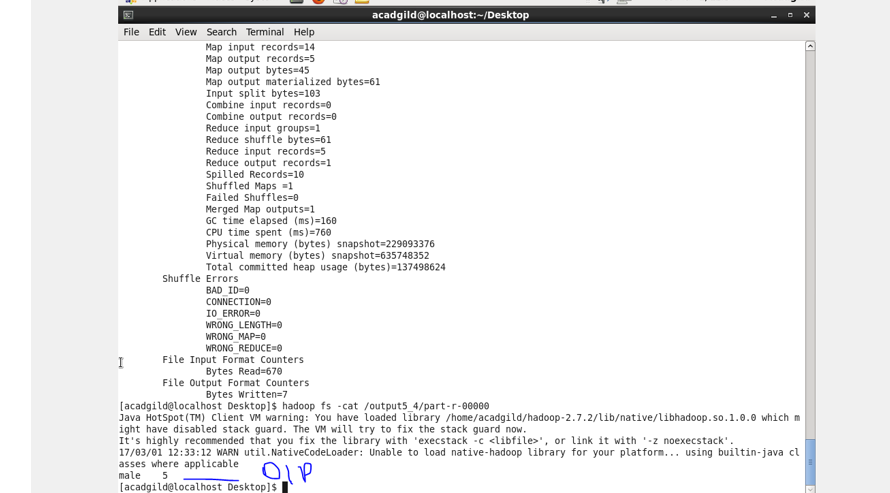 acadgild@localhost:~/Desktop
File Edit View Search Terminal Help
Map input records=14
Map output records=5
Map output bytes=45
Map output materialized bytes=61
Input split bytes=103
Combine input records=0
Combine output records=0
Reduce input groups=1
Reduce shuffle bytes=61
Reduce input records=5
Reduce output records=1
Spilled Records=10
Shuffled Maps =1
Failed Shuffles=0
Merged Map outputs=1
GC time elapsed (ms)=160
CPU time spent (ms)=760
Physical memory (bytes) snapshot=229093376
Virtual memory (bytes) snapshot=635748352
Total committed heap usage (bytes)=137498624
Shuffle Errors
BAD_ID=0
CONNECTION=0
IO_ERROR=0
WRONG_LENGTH=0
WRONG_MAP=0
WRONG_REDUCE=0
File Input Format Counters
Bytes Read=670
File Output Format Counters
Bytes Written=7
[acadgild@localhost Desktop]$ hadoop fs -cat /output5_4/part-r-00000
Java HotSpot(TM) Client VM warning: You have loaded library /home/acadgild/hadoop-2.7.2/lib/native/libhadoop.so.1.0.0 which m
ight have disabled stack guard. The VM will try to fix the stack guard now.
It's highly recommended that you fix the library with 'execstack -c <libfile>', or link it with '-z noexecstack'.
17/03/01 12:33:12 WARN util.NativeCodeLoader: Unable to load native-hadoop library for your platform... using builtin-java cl
asses where applicable
male 5 O/P
[acadgild@localhost Desktop]$